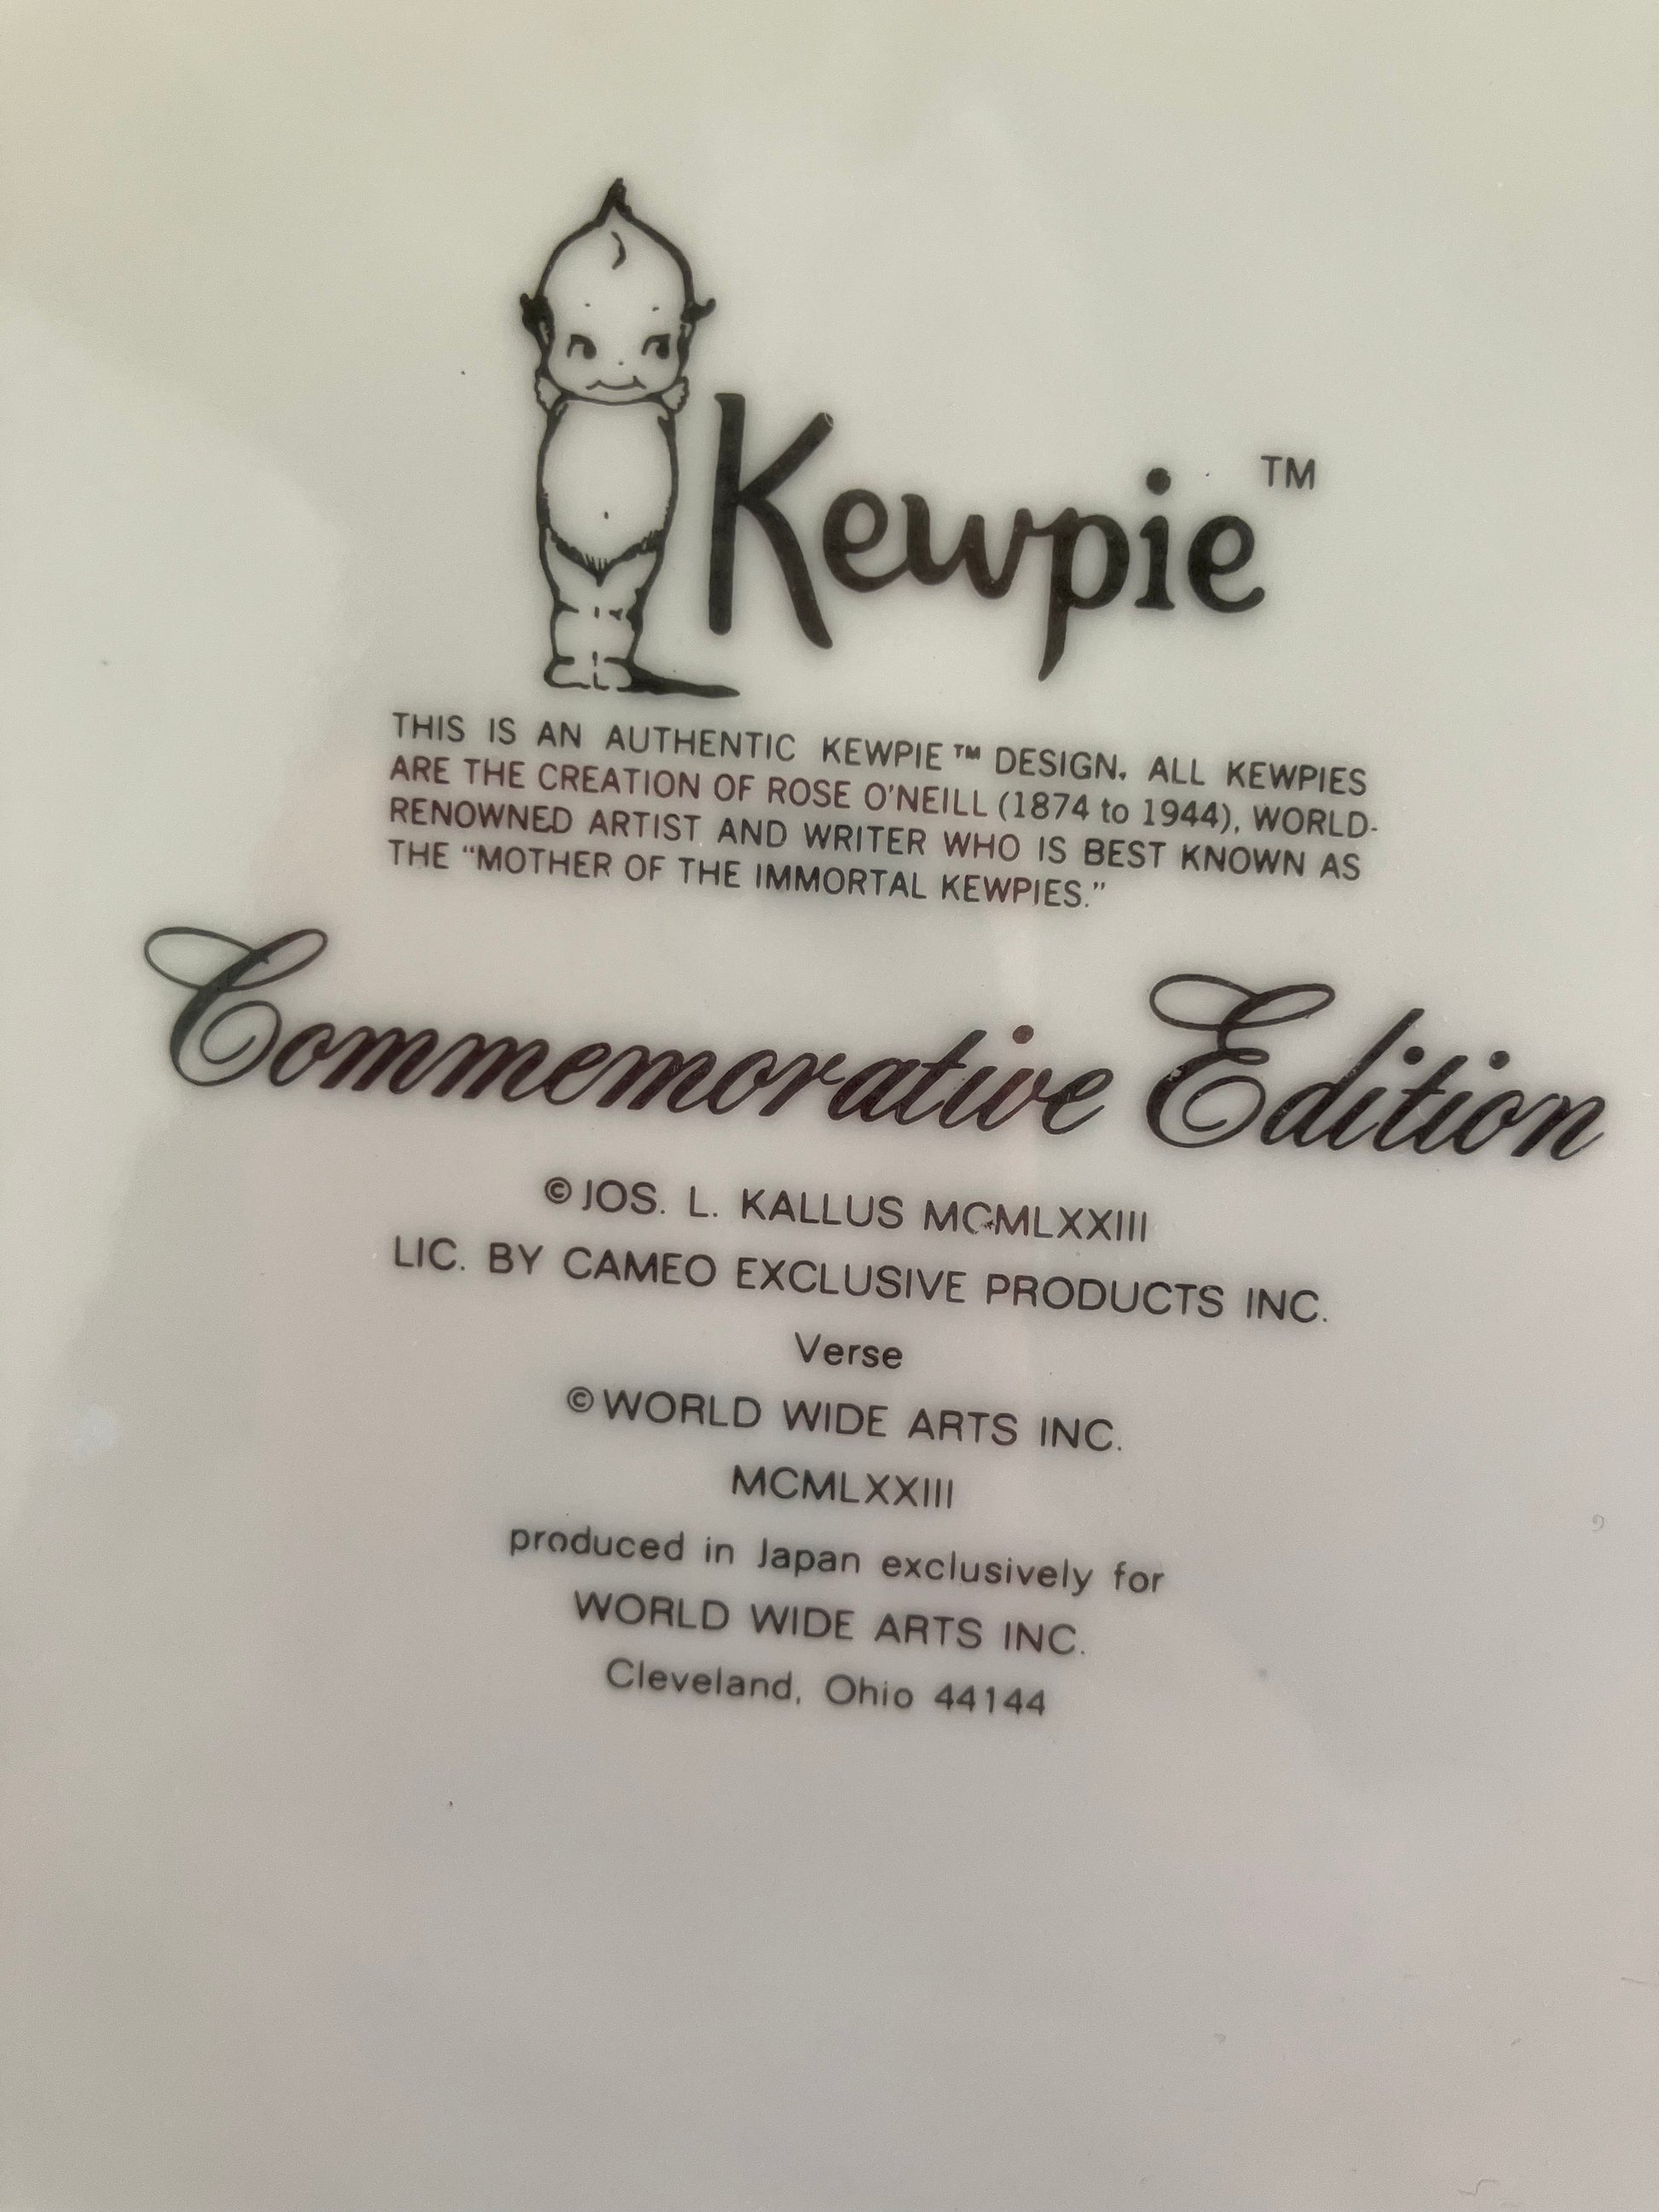 Kewpie™
THIS IS AN AUTHENTIC KEWPIE™ DESIGN. ALL KEWPIES
ARE THE CREATION OF ROSE O'NEILL (1874 to 1944), WORLD-
RENOWNED ARTIST AND WRITER WHO IS BEST KNOWN AS
THE “MOTHER OF THE IMMORTAL KEWPIES.”
Commemorative Edition
© JOS. L. KALLUS MCMLXXIII
LIC. BY CAMEO EXCLUSIVE PRODUCTS INC.
Verse
© WORLD WIDE ARTS INC.
MCMLXXIII
produced in Japan exclusively for
WORLD WIDE ARTS INC.
Cleveland, Ohio 44144